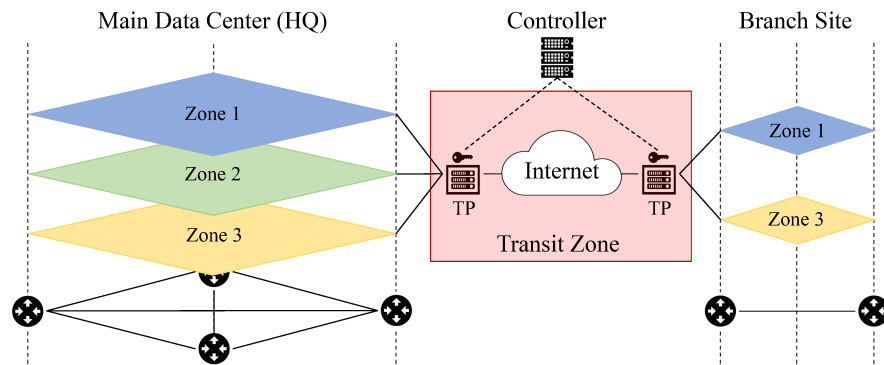 Main Data Center (HQ)
Controller
Branch Site
Zone 1
Zone 2
Zone 3
Internet
TP
TP
Transit Zone
Zone 1
Zone 3